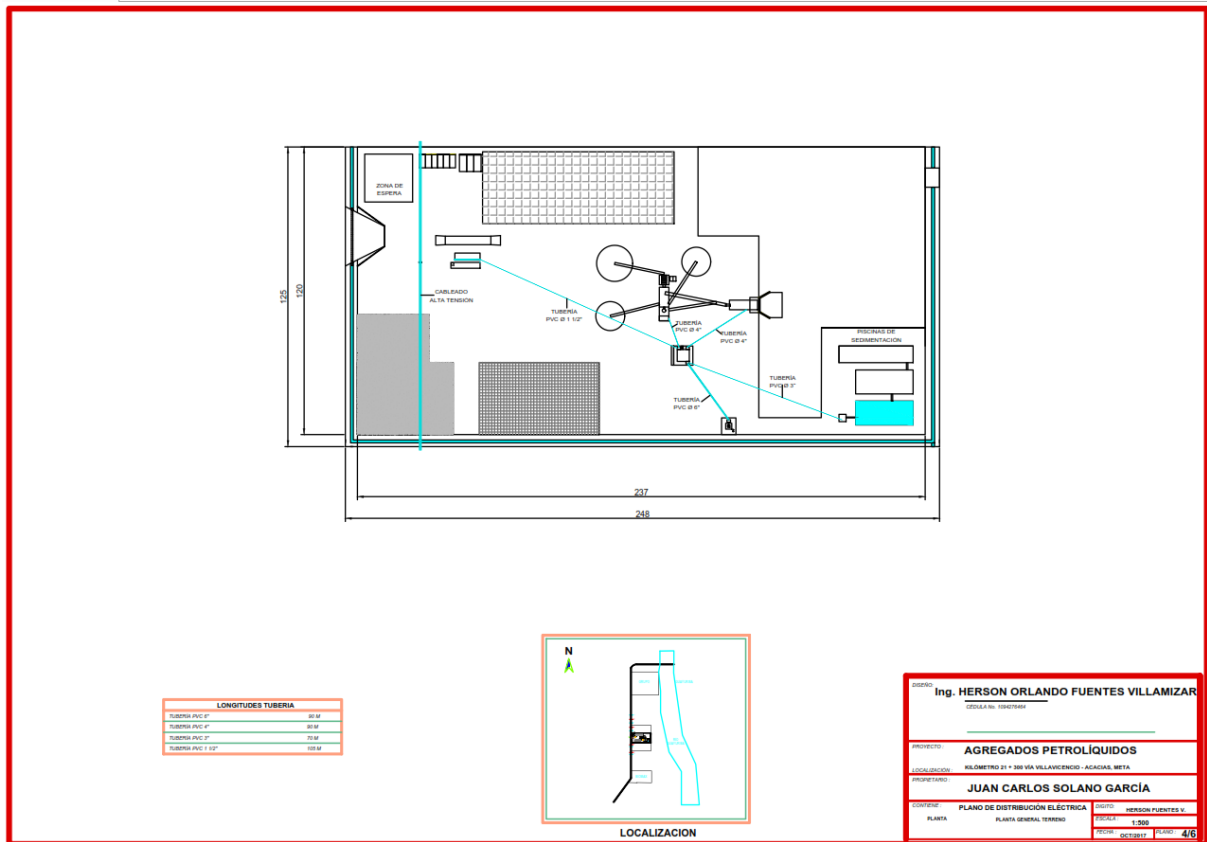 ZONA DE
ESPERA
CABLEADO
ALTA TENSION
TUBERÍA
PVC Ø 1 1/2"
TUBERÍA
PVC Ø 4"
TUBERÍA
PVC Ø 4"
PISCINAS DE
SEDIMENTACIÓN
TUBERÍA
PVC Ø 3"
TUBERÍA
PVC Ø 6"
125
120
237
248
LONGITUDES TUBERIA
TUBERÍA PVC 6"
TUBERÍA PVC 4"
TUBERÍA PVC 3" 70 M
TUBERÍA PVC 1 1/2"
N
LOCALIZACION
DISEÑO:
Ing. HERSON ORLANDO FUENTES VILLAMIZAR
CÉDULA No.
PROYECTO: AGREGADOS PETROLÍQUIDOS
LOCALIZACIÓN: KILÓMETRO 21 + 300 VÍA VILLAVICENCIO - ACACIAS, META
PROPIETARIO:
JUAN CARLOS SOLANO GARCÍA
CONTIENE: PLANO DE DISTRIBUCIÓN ELÉCTRICA
PLANTA PLANTA GENERAL TERRENO
DIGITO: HERSON FUENTES V.
ESCALA: 1:500
FECHA: OCT/2017 PLANO: 4/6